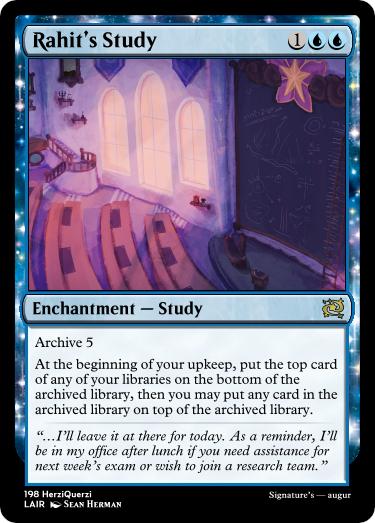 Rahit's Study 1
Enchantment — Study
Archive 5
At the beginning of your upkeep, put the top card
of any of your libraries on the bottom of the
archived library, then you may put any card in the
archived library on top of the archived library.
“…I'll leave it at there for today. As a reminder, I'll
be in my office after lunch if you need assistance for
next week's exam or wish to join a research team.”
198 HerziQuerzi
LAIR Sean Herman
Signature's — augur